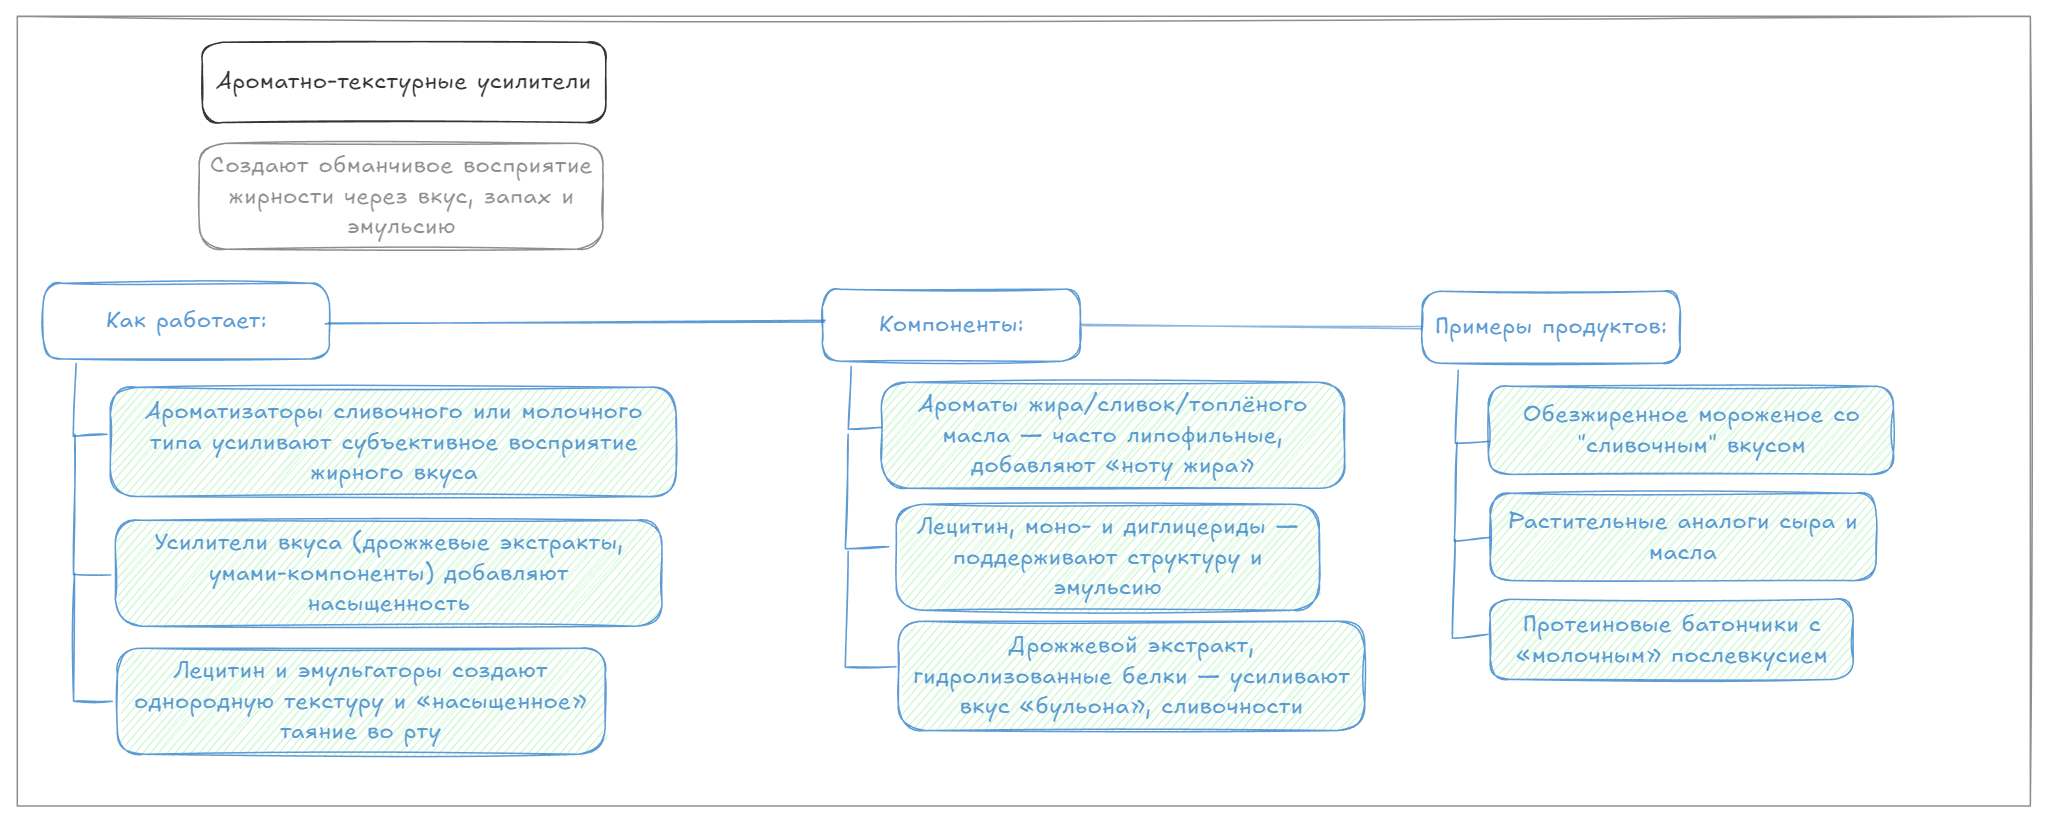 Ароматно-текстурные усилители
Создают обманчивое восприятие
жирности через вкус, запах и
эмульсию
Как работает:
Ароматизаторы сливочного или молочного
типа усиливают субъективное восприятие
жирного вкуса
Усилители вкуса (дрожжевые экстракты,
умами-компоненты) добавляют
насыщенность
Лецитин и эмульгаторы создают
однородную текстуру и «насыщенное»
таяние во рту
Компоненты:
Ароматы жира/сливок/топлёного
масла — часто липофильные,
добавляют «ноту жира»
Лецитин, моно- и диглицериды —
поддерживают структуру и
эмульсию
Дрожжевой экстракт,
гидролизованные белки — усиливают
вкус «бульона», сливочности
Примеры продуктов:
Обезжиренное мороженое со
"сливочным" вкусом
Растительные аналоги сыра и
масла
Протеиновые батончики с
«молочным» послевкусием